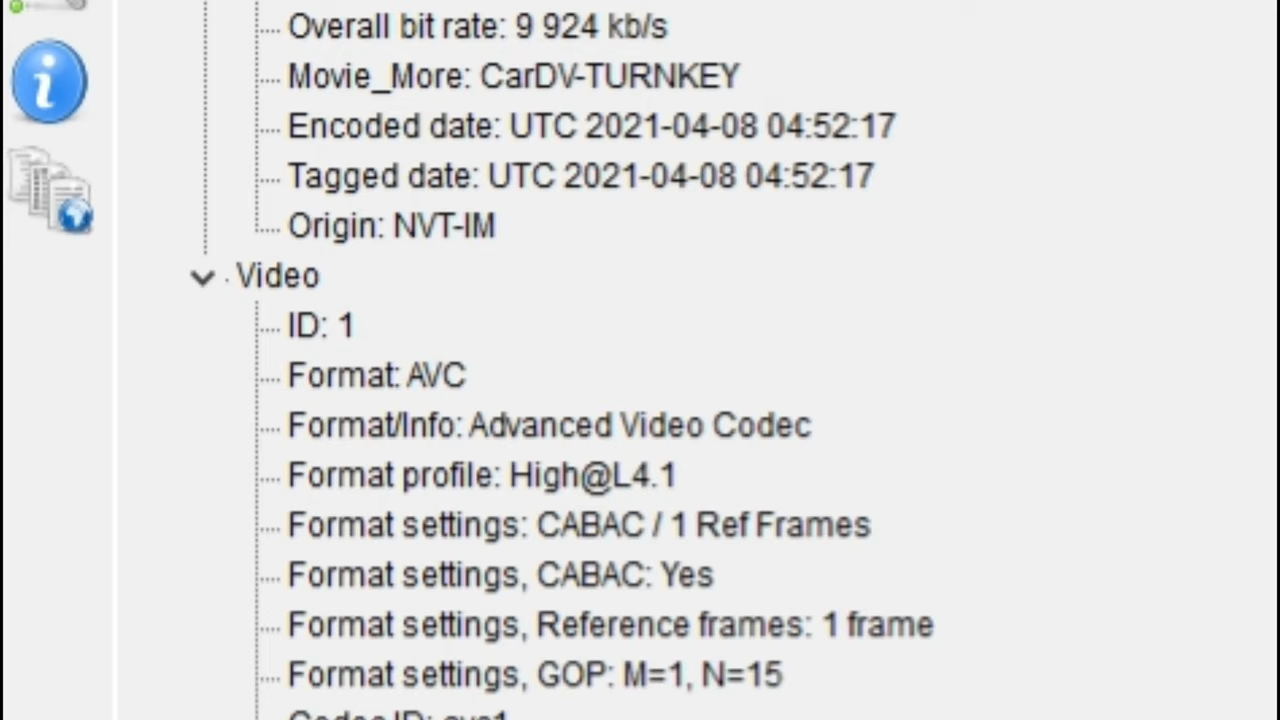 Overall bit rate: 9 924 kb/s
Movie_More: CarDV-TURNKEY
Encoded date: UTC 2021-04-08 04:52:17
Tagged date: UTC 2021-04-08 04:52:17
Origin: NVT-IM
Video
ID: 1
Format: AVC
Format/Info: Advanced Video Codec
Format profile: High@L4.1
Format settings: CABAC / 1 Ref Frames
Format settings, CABAC: Yes
Format settings, Reference frames: 1 frame
Format settings, GOP: M=1, N=15
Codec ID: avc1